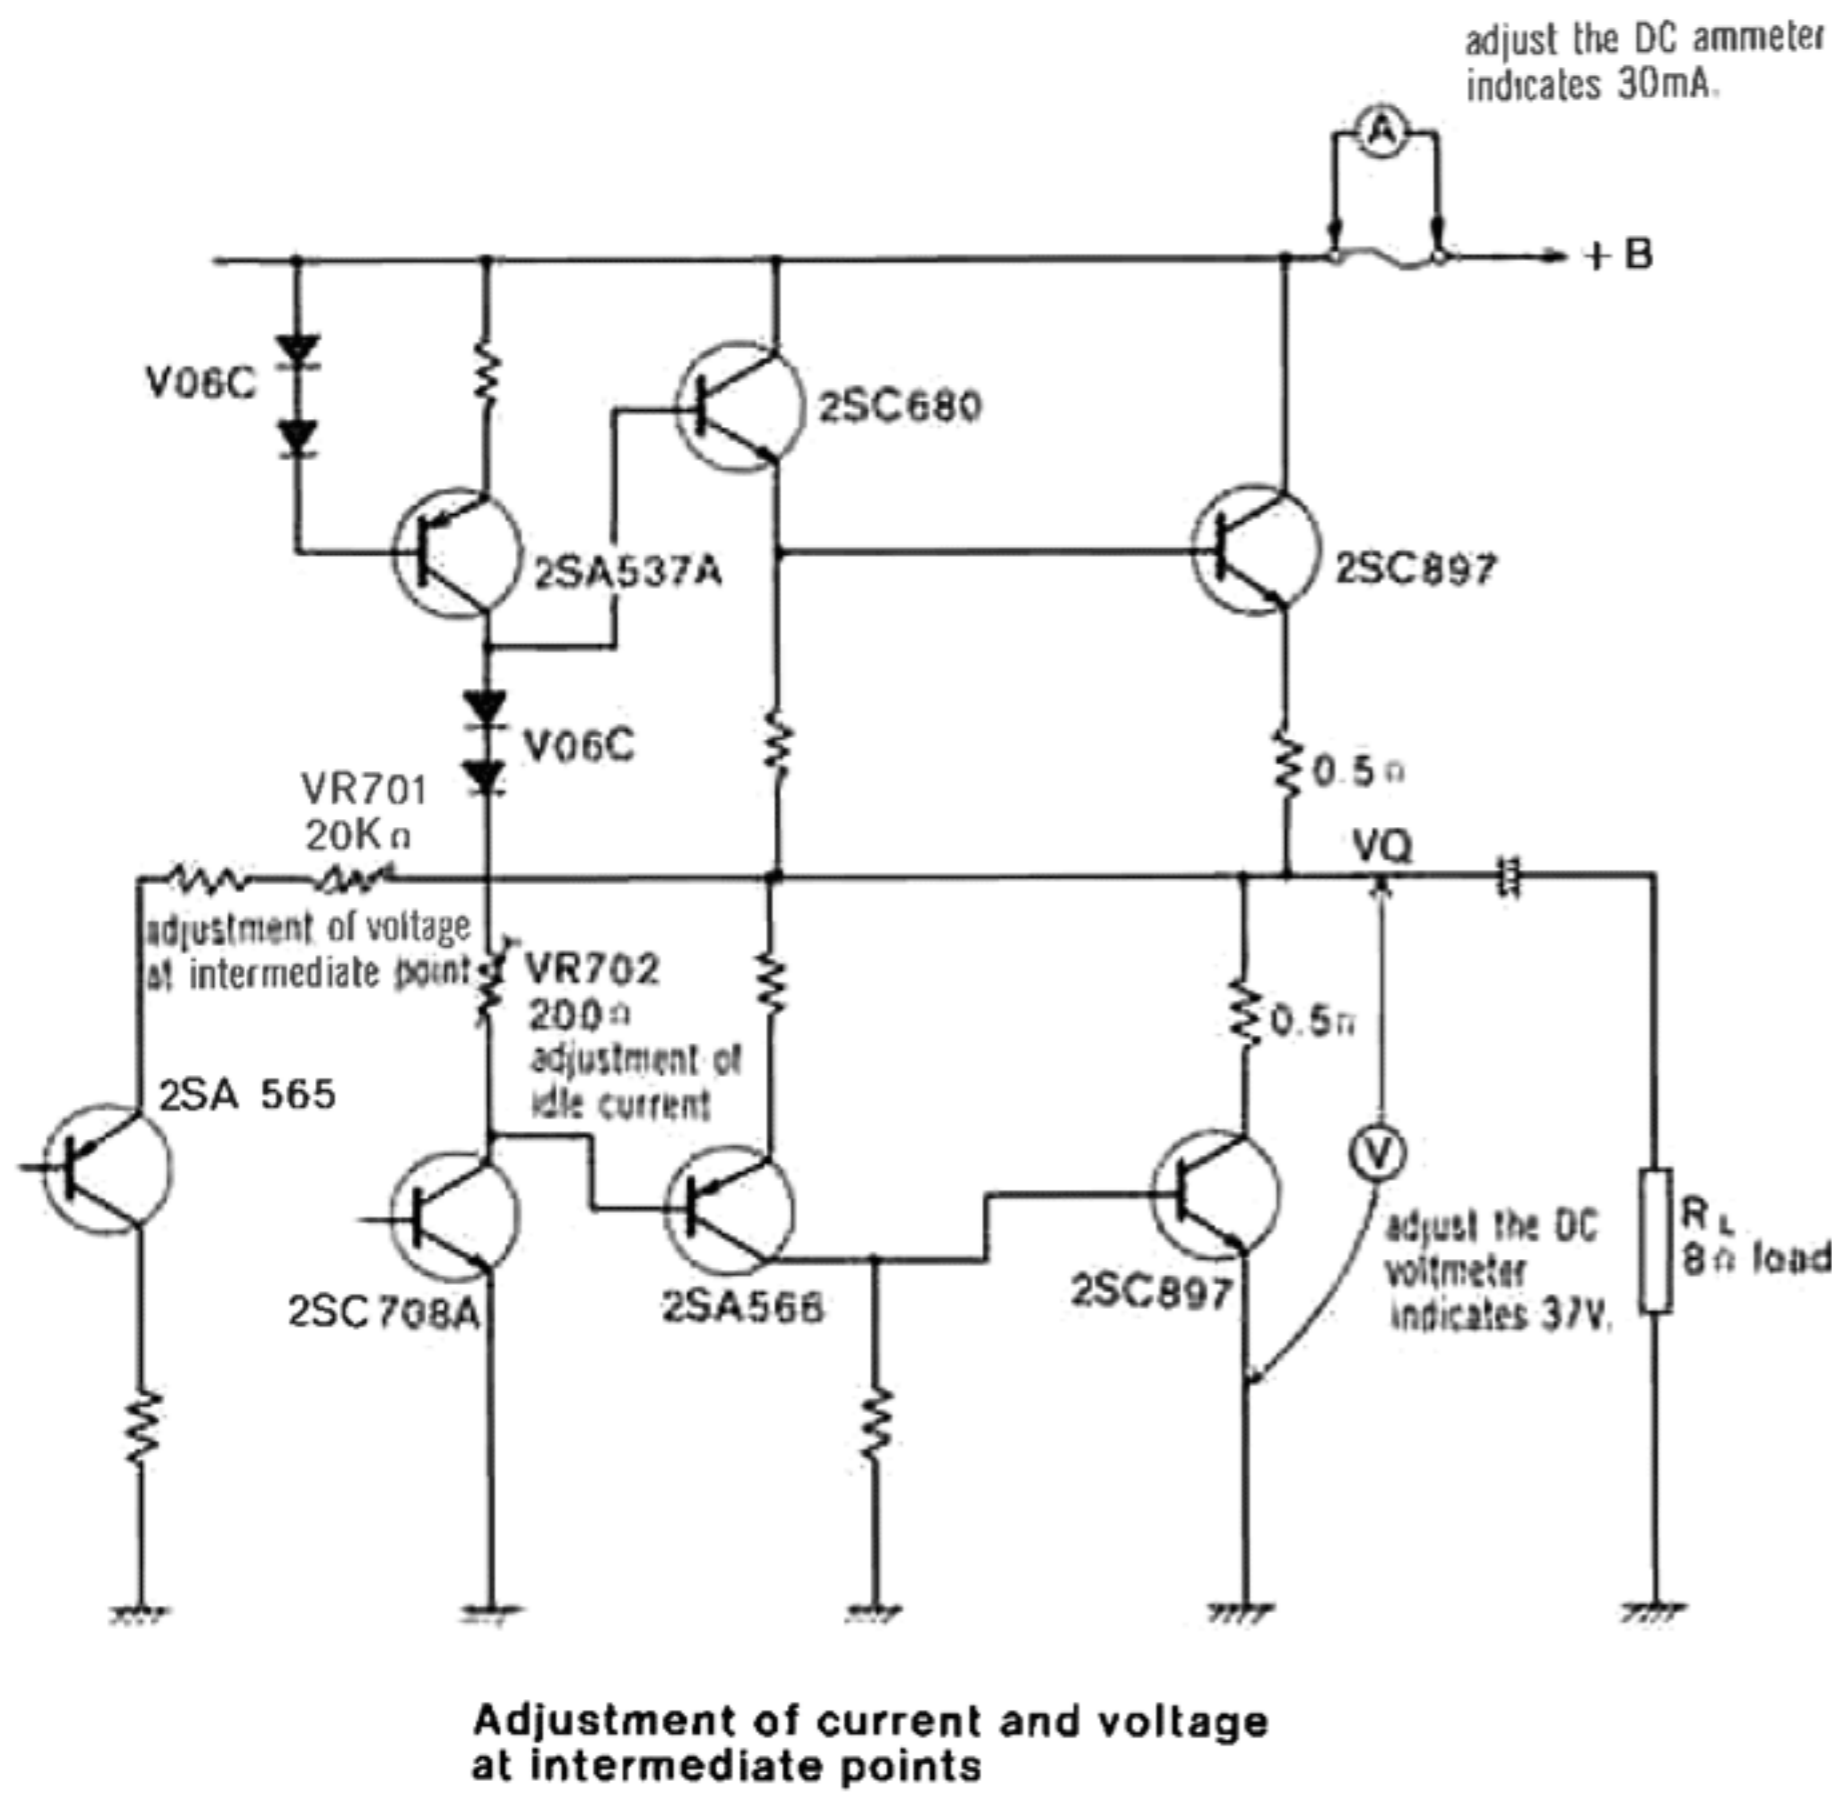 adjust the DC ammeter
indicates 30mA.
A
+ B
V06C
2SC680
2SA537A
2SC897
V06C
VR701
20KΩ
0.5Ω
VQ
adjustment of voltage
at intermediate point
VR702
200Ω
adjustment of
idle current
0.5Ω
2SA 565
V
adjust the DC
voltmeter
indicates 37V.
RL
8Ω load
2SC708A
2SA566
2SC897
Adjustment of current and voltage
at intermediate points